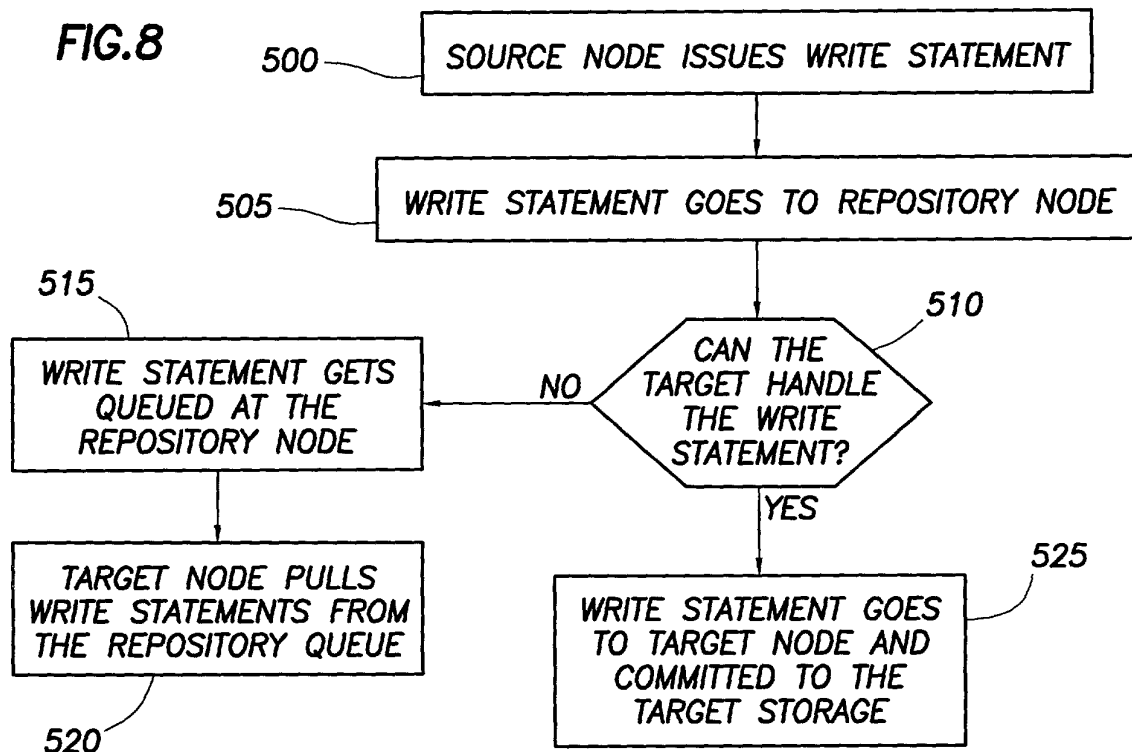 FIG.8
500
SOURCE NODE ISSUES WRITE STATEMENT
505
WRITE STATEMENT GOES TO REPOSITORY NODE
510
CAN THE
TARGET HANDLE
THE WRITE
STATEMENT?
NO
YES
515
WRITE STATEMENT GETS
QUEUED AT THE
REPOSITORY NODE
TARGET NODE PULLS
WRITE STATEMENTS FROM
THE REPOSITORY QUEUE
520
525
WRITE STATEMENT GOES
TO TARGET NODE AND
COMMITTED TO THE
TARGET STORAGE